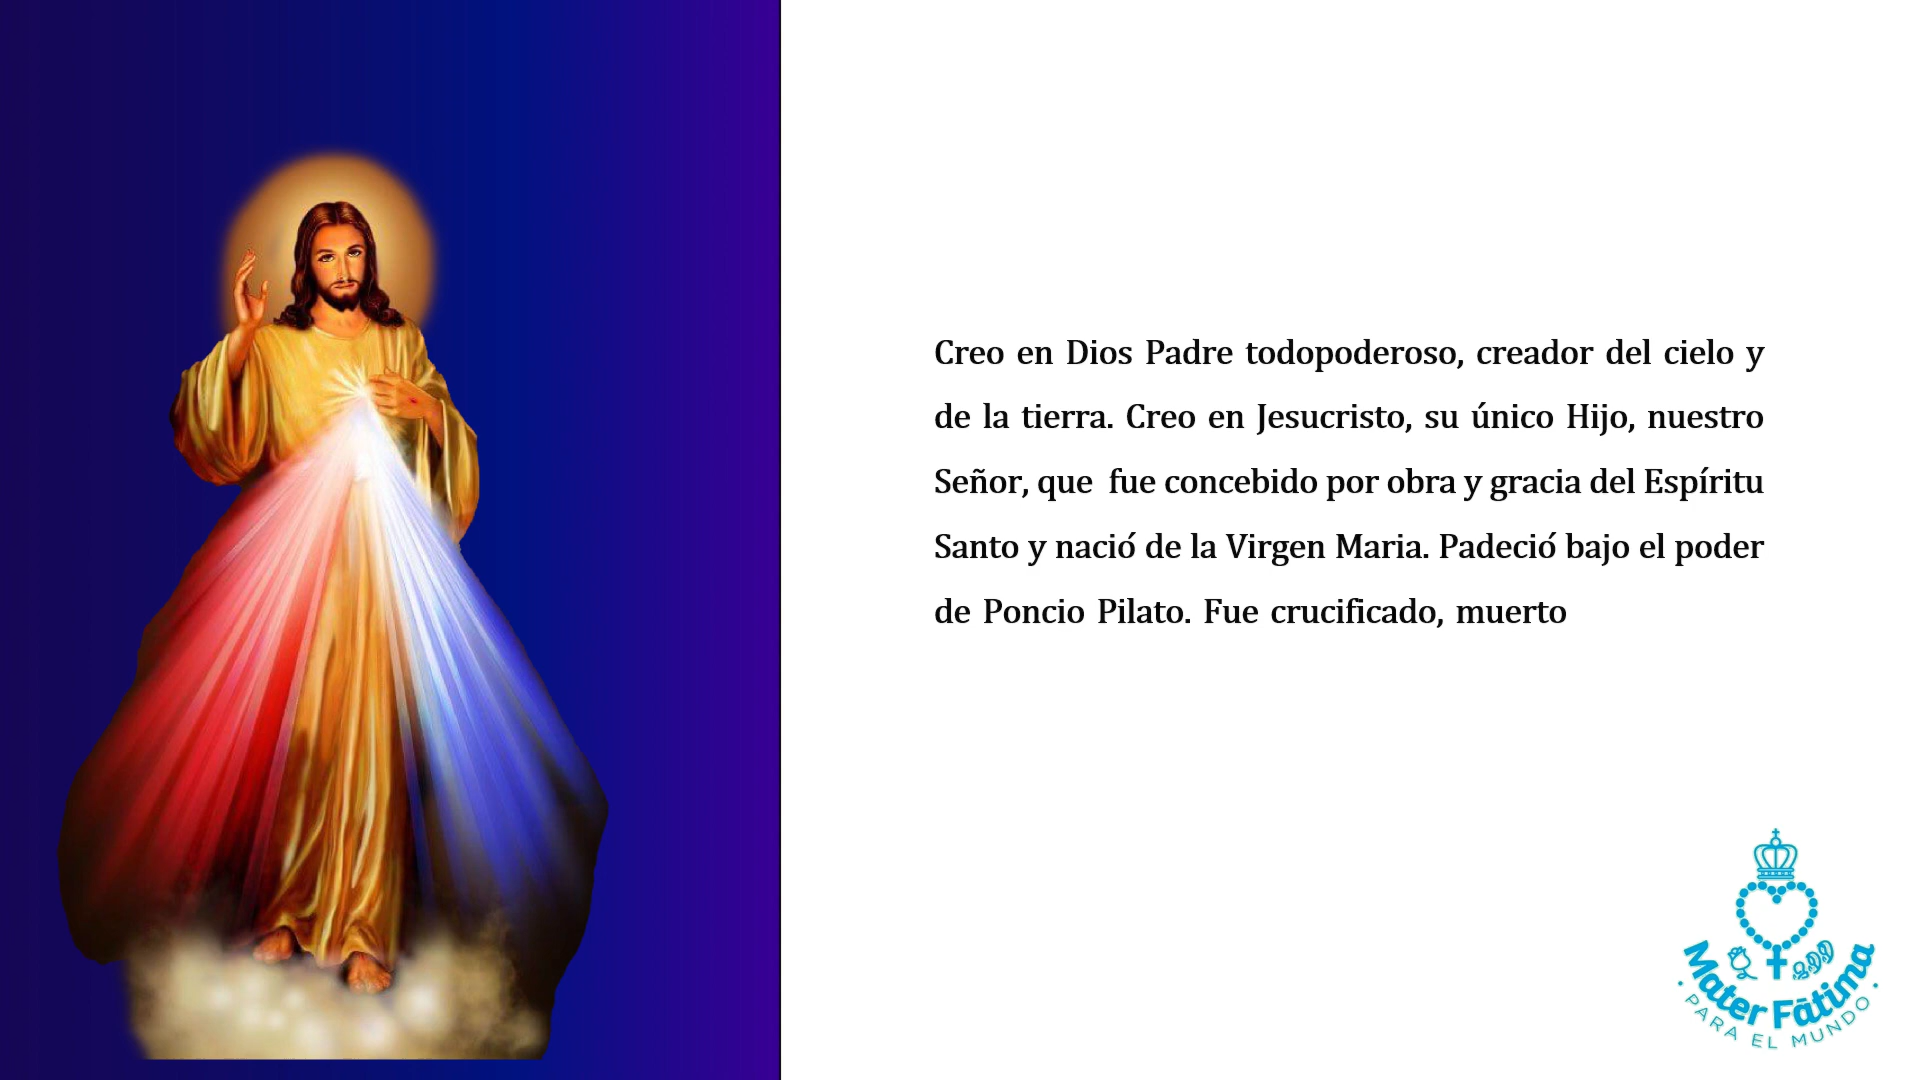 Creo en Dios Padre todopoderoso, creador del cielo y
de la tierra. Creo en Jesucristo, su único Hijo, nuestro
Señor, que  fue concebido por obra y gracia del Espíritu
Santo y nació de la Virgen Maria. Padeció bajo el poder
de Poncio Pilato. Fue crucificado, muerto
Mater Fātima
· PARA EL MUNDO ·